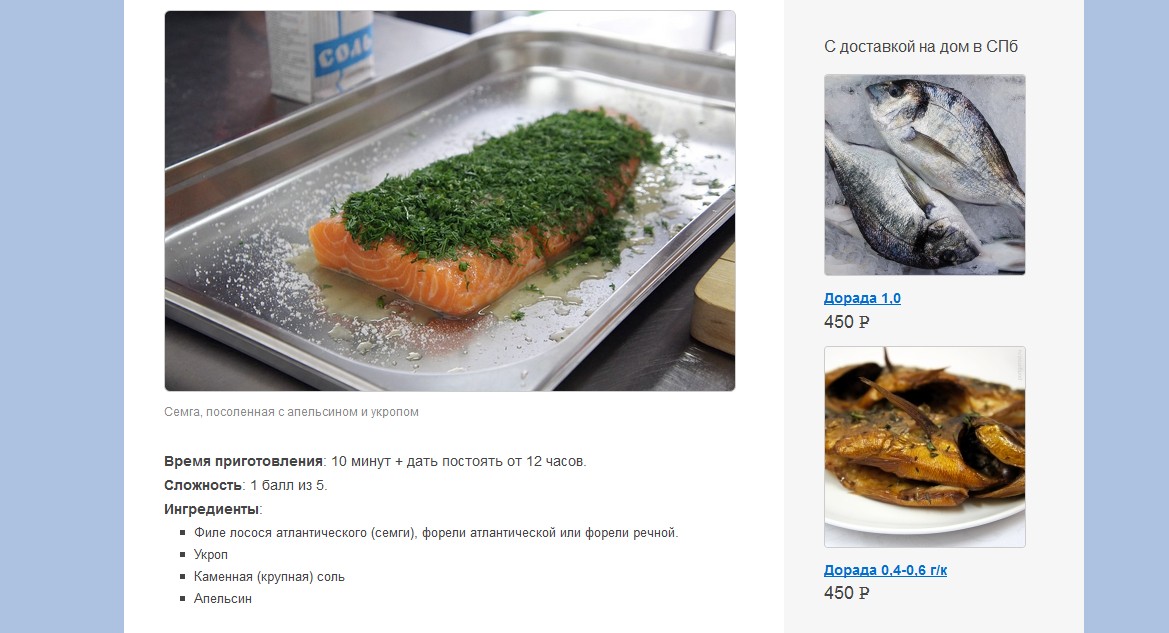 СОЛЬ
Семга, посоленная с апельсином и укропом
Время приготовления: 10 минут + дать постоять от 12 часов.
Сложность: 1 балл из 5.
Ингредиенты:
Филе лосося атлантического (семги), форели атлантической или форели речной.
Укроп
Каменная (крупная) соль
Апельсин
С доставкой на дом в СПб
Дорада 1,0
450 ₽
Дорада 0,4-0,6 г/к
450 ₽